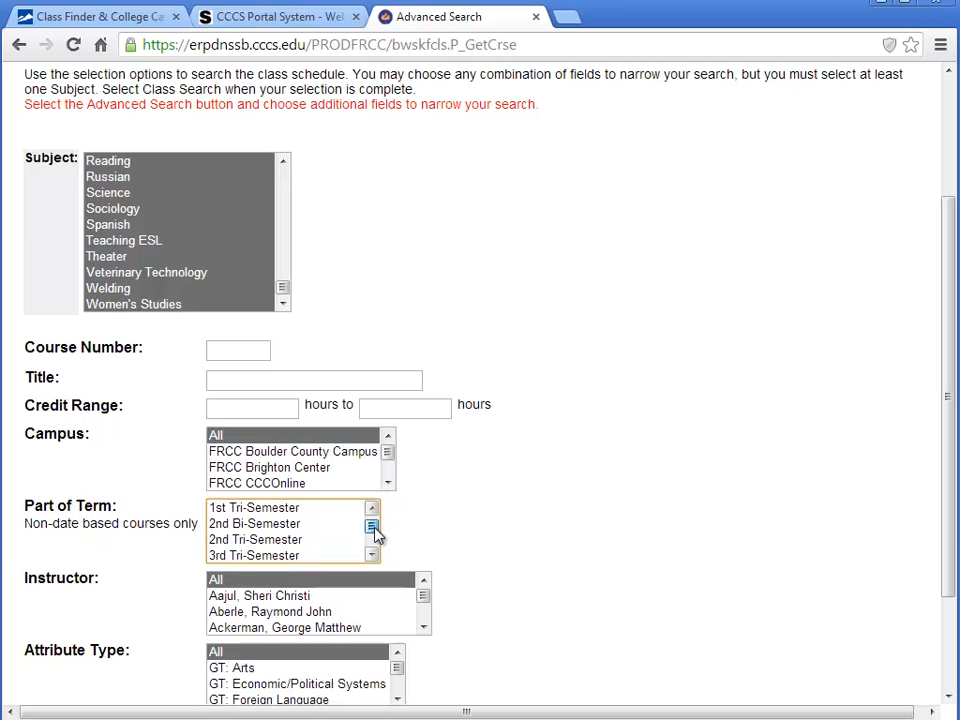 Class Finder & College Ca
CCCS Portal System - Wel
Advanced Search
https://erpdnssb.cccs.edu/PRODFRCC/bwskfcls.P_GetCrse
Use the selection options to search the class schedule. You may choose any combination of fields to narrow your search, but you must select at least
one Subject. Select Class Search when your selection is complete.
Select the Advanced Search button and choose additional fields to narrow your search.
Subject:
Reading
Russian
Science
Sociology
Spanish
Teaching ESL
Theater
Veterinary Technology
Welding
Women's Studies
Course Number:
Title:
Credit Range: hours to hours
Campus:
All
FRCC Boulder County Campus
FRCC Brighton Center
FRCC CCCOnline
Part of Term:
Non-date based courses only
1st Tri-Semester
2nd Bi-Semester
2nd Tri-Semester
3rd Tri-Semester
Instructor:
All
Aajul, Sheri Christi
Aberle, Raymond John
Ackerman, George Matthew
Attribute Type:
All
GT: Arts
GT: Economic/Political Systems
GT: Foreign Language